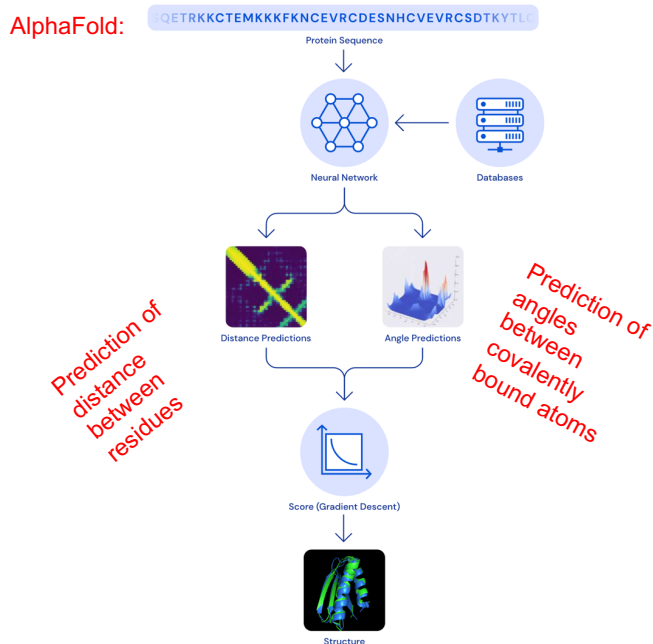 AlphaFold:
SQETRKKCTEMKKKFKNCEVRCDESNHCVEVRCSDTKYTLC
Protein Sequence
Neural Network
Databases
Distance Predictions
Angle Predictions
Prediction of
distance
between
residues
Prediction of
angles
between
covalently
bound atoms
Score (Gradient Descent)
Structure